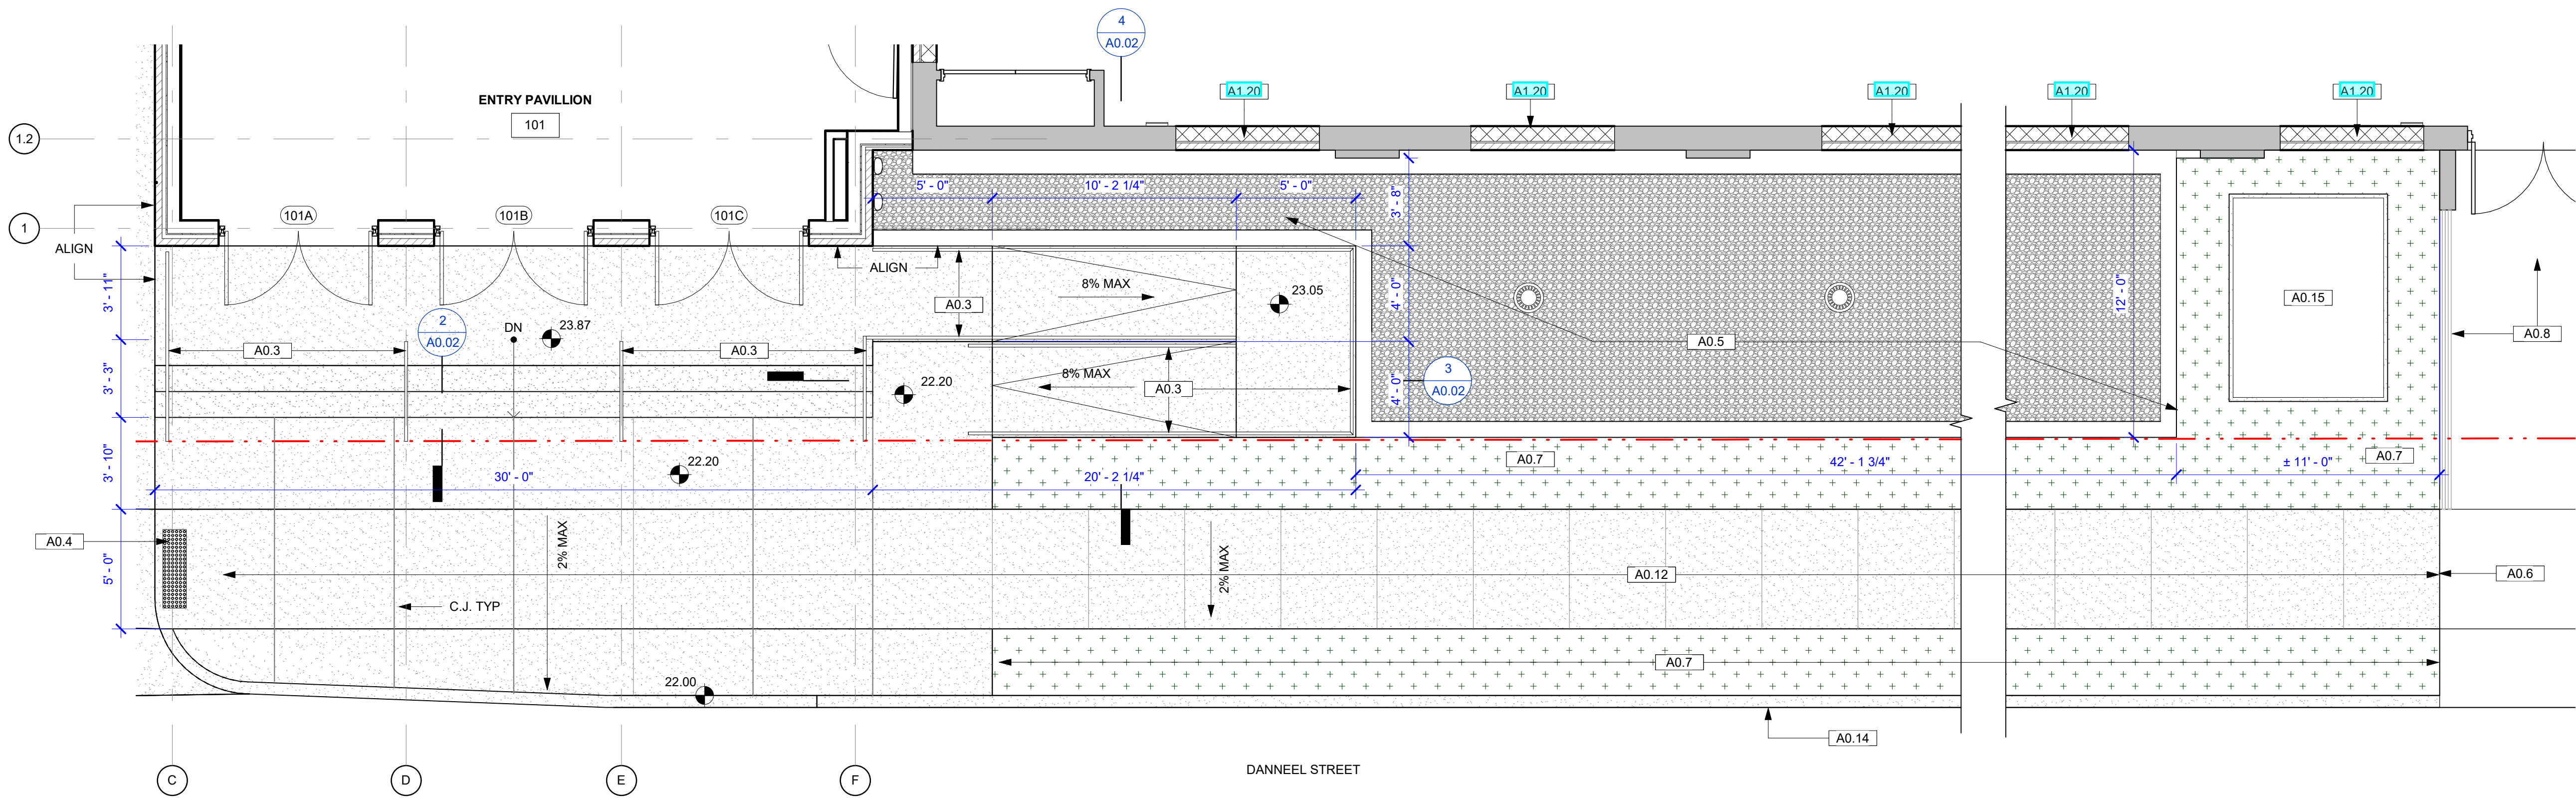 4
A0.02
A1.20
A1.20
A1.20
A1.20
A1.20
ENTRY PAVILLION
101
1.2
1
ALIGN
101A
101B
101C
5' - 0"
10' - 2 1/4"
5' - 0"
3' - 8"
ALIGN
3' - 11"
A0.3
8% MAX
23.05
4' - 0"
12' - 0"
A0.15
2
A0.02
DN
23.87
A0.3
A0.3
A0.5
A0.8
3' - 3"
22.20
8% MAX
A0.3
4' - 0"
3
A0.02
3' - 10"
22.20
30' - 0"
20' - 2 1/4"
A0.7
42' - 1 3/4"
± 11' - 0"
A0.7
A0.4
5' - 0"
2% MAX
2% MAX
A0.12
A0.6
C.J. TYP
A0.7
22.00
A0.14
C
D
E
F
DANNEEL STREET